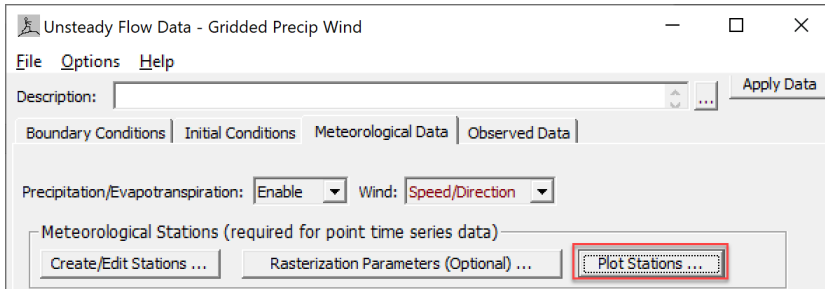 Unsteady Flow Data - Gridded Precip Wind
File Options Help
Description: ... Apply Data
Boundary Conditions Initial Conditions Meteorological Data Observed Data
Precipitation/Evapotranspiration: Enable Wind: Speed/Direction
Meteorological Stations (required for point time series data)
Create/Edit Stations ... Rasterization Parameters (Optional) ... Plot Stations ...